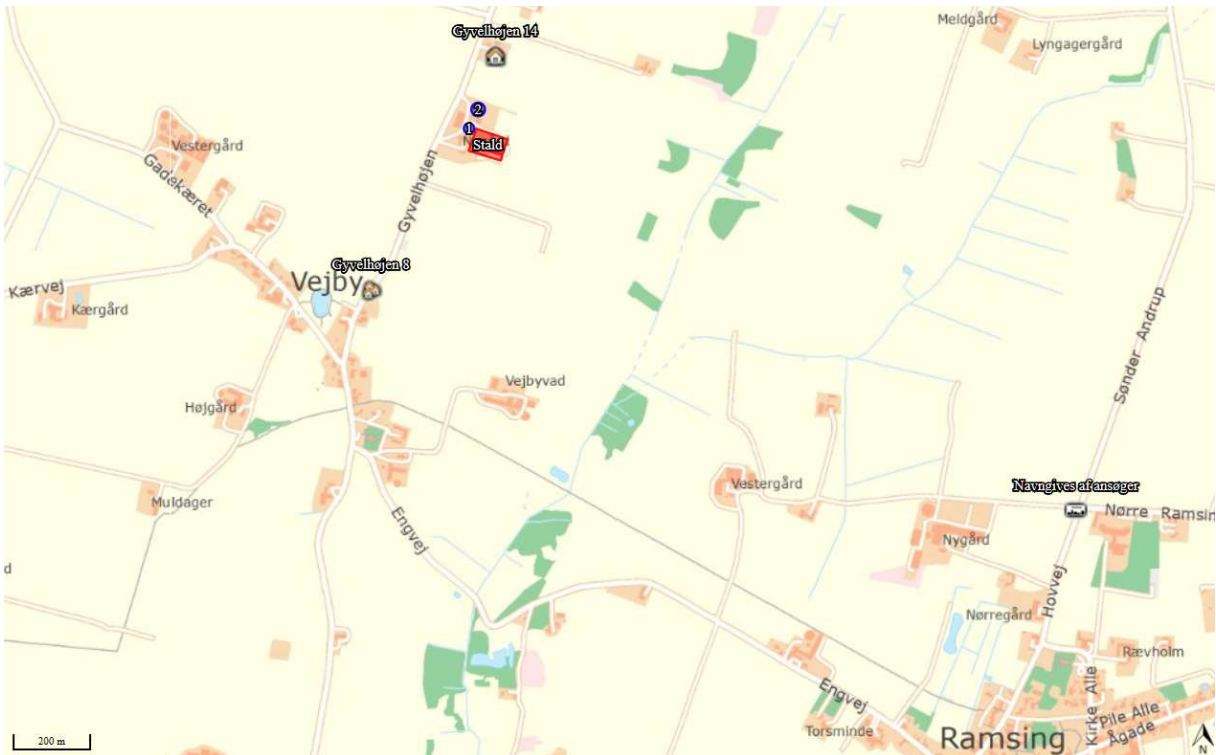 Gyvelhøjen 14
Meldgård
Lyngagergård
2
1
Stald
Vestergård
Gadekæret
Gyvelhøjen
Gyvelhøjen 8
Vejby
Kærvej
Kærgård
Sønder Andrup
Højgård
Vejbyvad
Muldager
Vestergård
Navngives af ansøger
Nørre Ramsin
Engvej
Nygård
d
Hovvej
Nørregård
Rævholm
Engvej
Kirke Alle
Pile Alle
Ågade
Torsminde
Ramsing
200 m
N